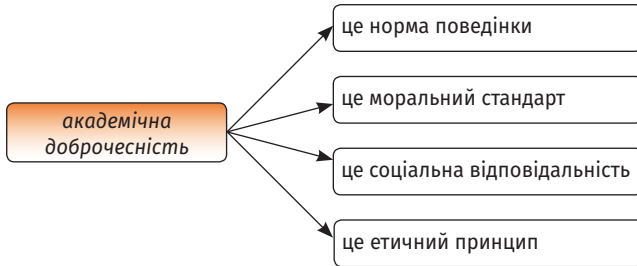 академічна
доброчесність
це норма поведінки
це моральний стандарт
це соціальна відповідальність
це етичний принцип